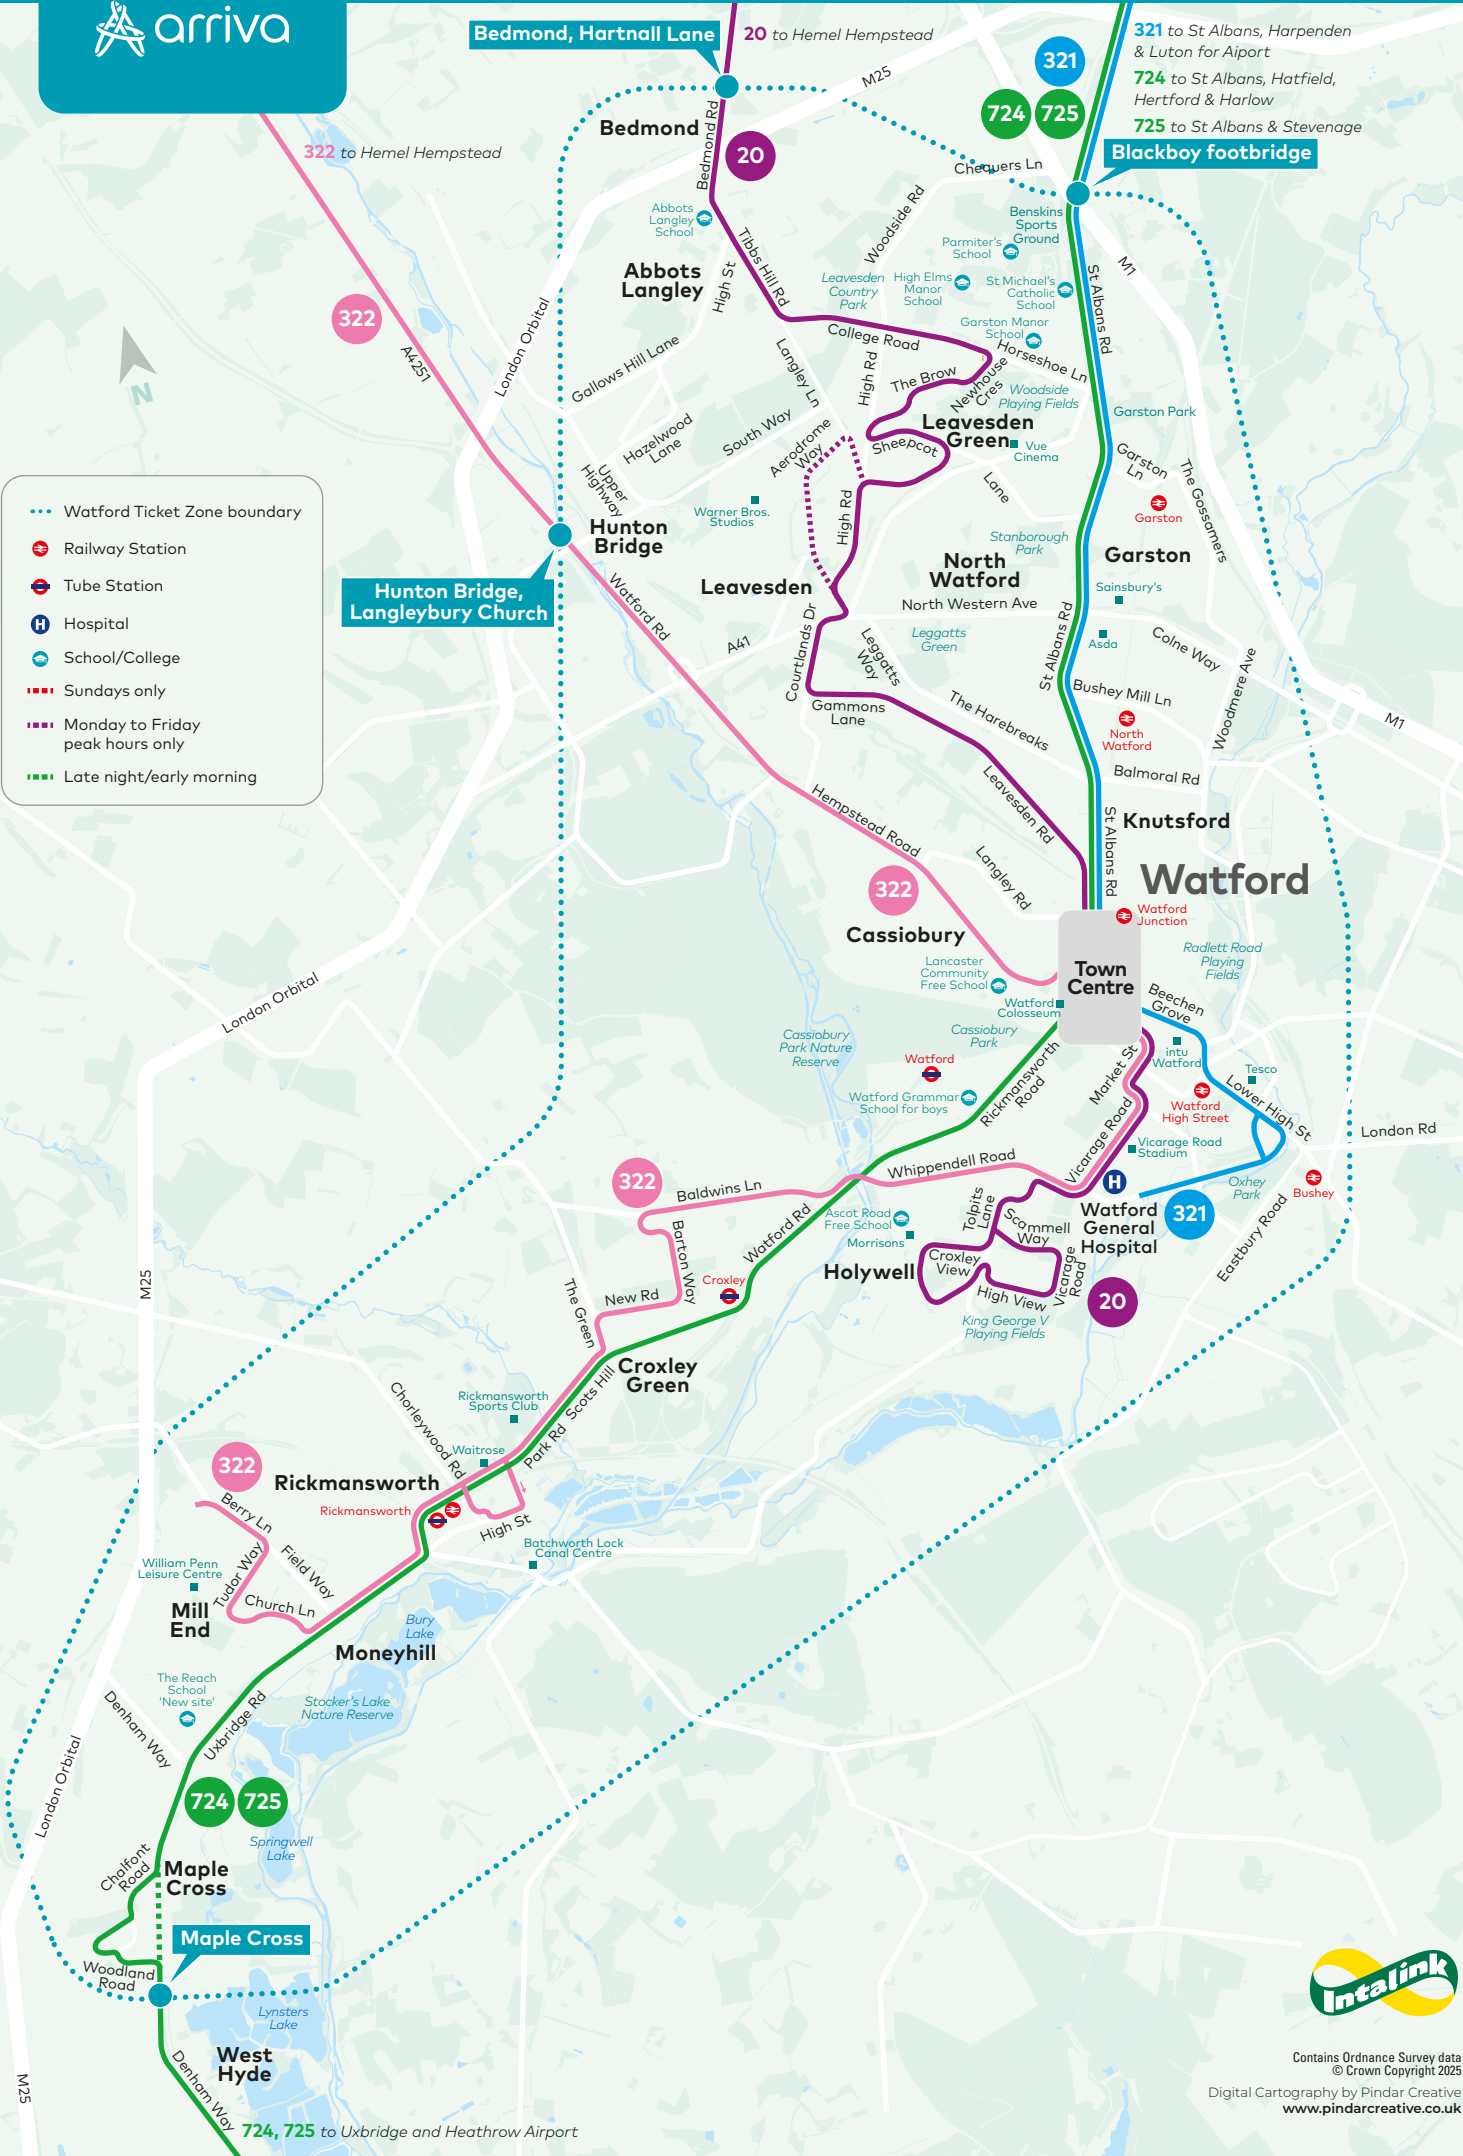 arriva
Bedmond, Hartnall Lane
20 to Hemel Hempstead
M25
321
724
725
321 to St Albans, Harpenden
& Luton for Aiport
724 to St Albans, Hatfield,
Hertford & Harlow
725 to St Albans & Stevenage
Blackboy footbridge
322 to Hemel Hempstead
Bedmond
Bedmond Rd
20
Chequers Ln
Woodside Rd
Abbots
Langley
School
Benskins
Sports
Ground
Parmiter's
School
M1
Abbots
Langley
High St
Tibbs Hill Rd
Leavesden
Country
Park
High Elms
Manor
School
St Michael's
Catholic
School
St Albans Rd
322
A4251
London Orbital
Garston Manor
School
College Road
Horseshoe Ln
Gallows Hill Lane
Langley Ln
High Rd
The Brow
Newhouse
Cres
Woodside
Playing Fields
N
Hazelwood
Lane
South Way
Aerodrome
Way
Leavesden
Green
Garston Park
Sheepcot
Vue
Cinema
Garston
Ln
The Gossamers
Upper
Highway
Lane
Watford Ticket Zone boundary
Railway Station
Tube Station
H
Hospital
School/College
Sundays only
Monday to Friday
peak hours only
Late night/early morning
Warner Bros.
Studios
High Rd
Garston
Hunton
Bridge
Stanborough
Park
Garston
Hunton Bridge,
Langleybury Church
Leavesden
North
Watford
Sainsbury's
Watford Rd
North Western Ave
A41
Courtlands Dr
Leggatts
Way
Leggatts
Green
St Albans Rd
Asda
Colne Way
Woodmere Ave
Bushey Mill Ln
Gammons
Lane
The Harebreaks
North
Watford
M1
Balmoral Rd
Hempstead Road
Leavesden Rd
St Albans Rd
Knutsford
Langley Rd
Watford
322
Watford
Junction
Cassiobury
Radlett Road
Playing
Fields
Lancaster
Community
Free School
Town
Centre
Watford
Colosseum
Beechen
Grove
London Orbital
Cassiobury
Park Nature
Reserve
Cassiobury
Park
intu
Watford
Tesco
Watford
Market St
Lower High St
Watford Grammar
School for boys
Rickmansworth
Road
Watford
High Street
London Rd
Vicarage Road
Vicarage Road
Stadium
Whippendell Road
322
Baldwins Ln
H
Oxhey
Park
Bushey
Tolpits
Lane
Ascot Road
Free School
Scammell
Way
Watford
General
Hospital
321
Barton Way
Watford Rd
Morrisons
Eastbury Road
Holywell
Croxley
View
Vicarage
Road
M25
The Green
New Rd
Croxley
High View
20
King George V
Playing Fields
Croxley
Green
Scots Hill
Chorleywood Rd
Rickmansworth
Sports Club
Park Rd
Waitrose
322
Rickmansworth
Rickmansworth
Berry Ln
High St
Batchworth Lock
Canal Centre
William Penn
Leisure Centre
Tudor Way
Field Way
Church Ln
Mill
End
Bury
Lake
Moneyhill
The Reach
School
'New site'
Denham Way
Uxbridge Rd
Stocker's Lake
Nature Reserve
London Orbital
724
725
Springwell
Lake
Chalfont
Road
Maple
Cross
Maple Cross
Woodland
Road
Lynsters
Lake
Intalink
West
Hyde
M25
Denham Way
Contains Ordnance Survey data
© Crown Copyright 2025
Digital Cartography by Pindar Creative
www.pindarcreative.co.uk
724, 725 to Uxbridge and Heathrow Airport